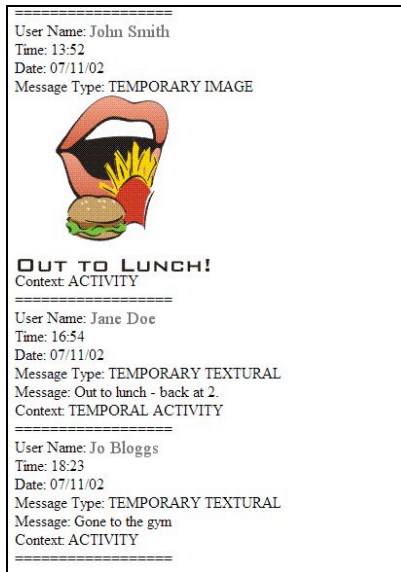 ==================
User Name: John Smith
Time: 13:52
Date: 07/11/02
Message Type: TEMPORARY IMAGE
OUT TO LUNCH!
Context: ACTIVITY
==================
User Name: Jane Doe
Time: 16:54
Date: 07/11/02
Message Type: TEMPORARY TEXTURAL
Message: Out to lunch - back at 2.
Context: TEMPORAL ACTIVITY
==================
User Name: Jo Bloggs
Time: 18:23
Date: 07/11/02
Message Type: TEMPORARY TEXTURAL
Message: Gone to the gym
Context: ACTIVITY
==================